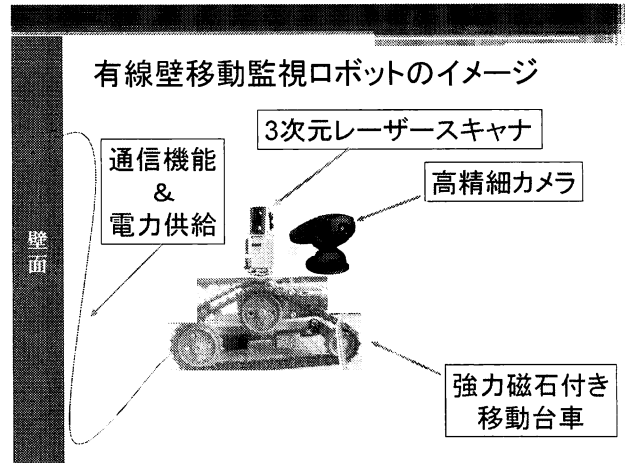 有線壁移動監視ロボットのイメージ
3次元レーザースキャナ
通信機能
&
電力供給
高精細カメラ
壁面
強力磁石付き
移動台車